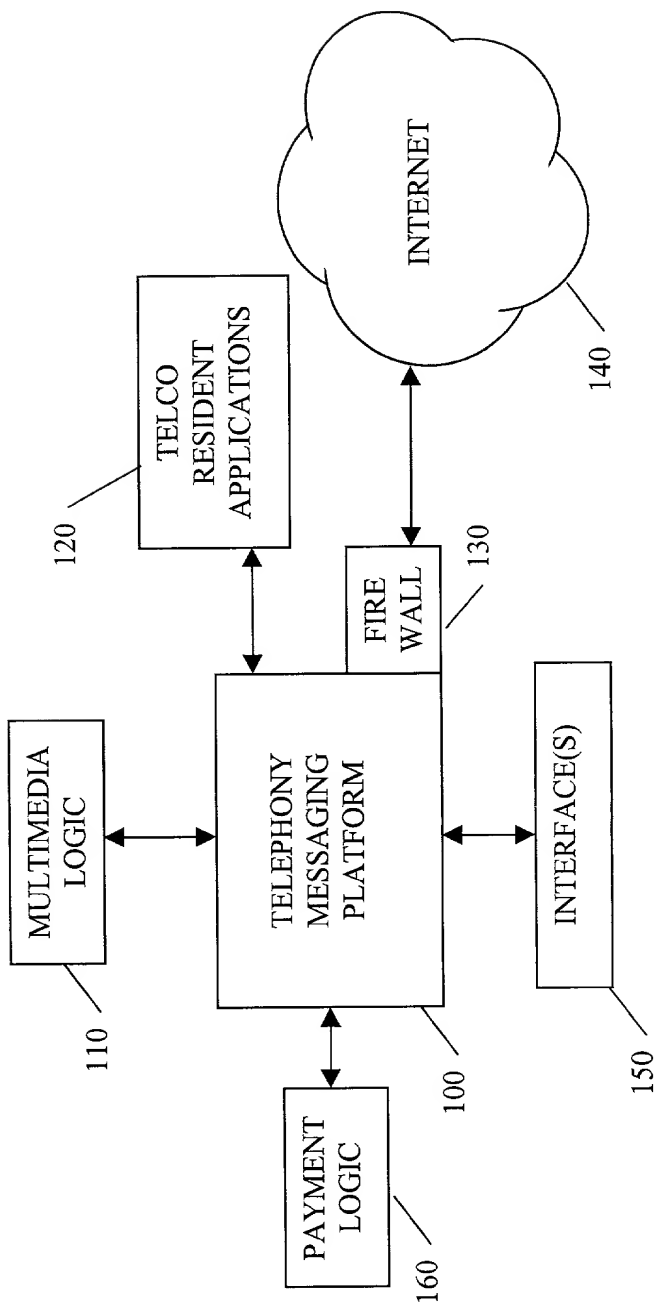 MULTIMEDIA
LOGIC
110
TELCO
RESIDENT
APPLICATIONS
120
PAYMENT
LOGIC
160
TELEPHONY
MESSAGING
PLATFORM
100
FIRE
WALL
130
INTERNET
140
INTERFACE(S)
150